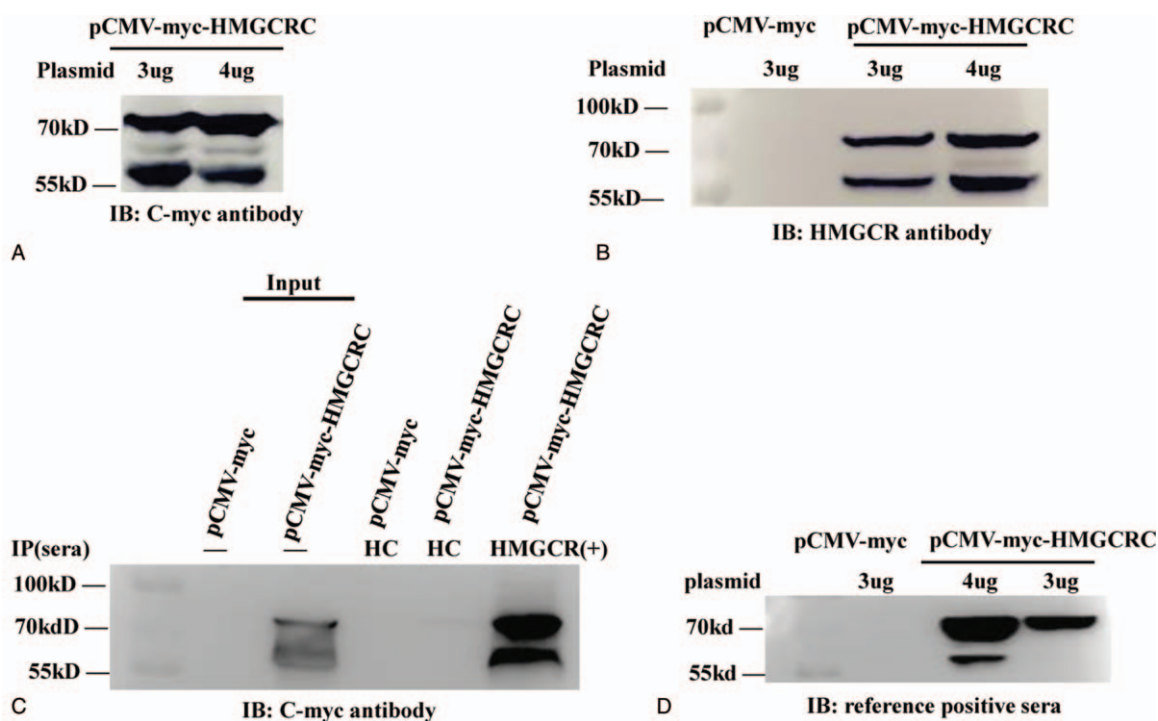 pCMV-myc-HMGCRC
Plasmid 3ug 4ug
70kD
55kD
IB: C-myc antibody
A
pCMV-myc pCMV-myc-HMGCRC
Plasmid 3ug 3ug 4ug
100kD
70kD
55kD
IB: HMGCR antibody
B
Input
pCMV-myc
pCMV-myc-HMGCRC
pCMV-myc
pCMV-myc-HMGCRC
pCMV-myc-HMGCRC
IP(sera) — — HC HC HMGCR(+)
100kD
70kdD
55kD
IB: C-myc antibody
C
pCMV-myc pCMV-myc-HMGCRC
plasmid 3ug 4ug 3ug
70kd
55kd
IB: reference positive sera
D